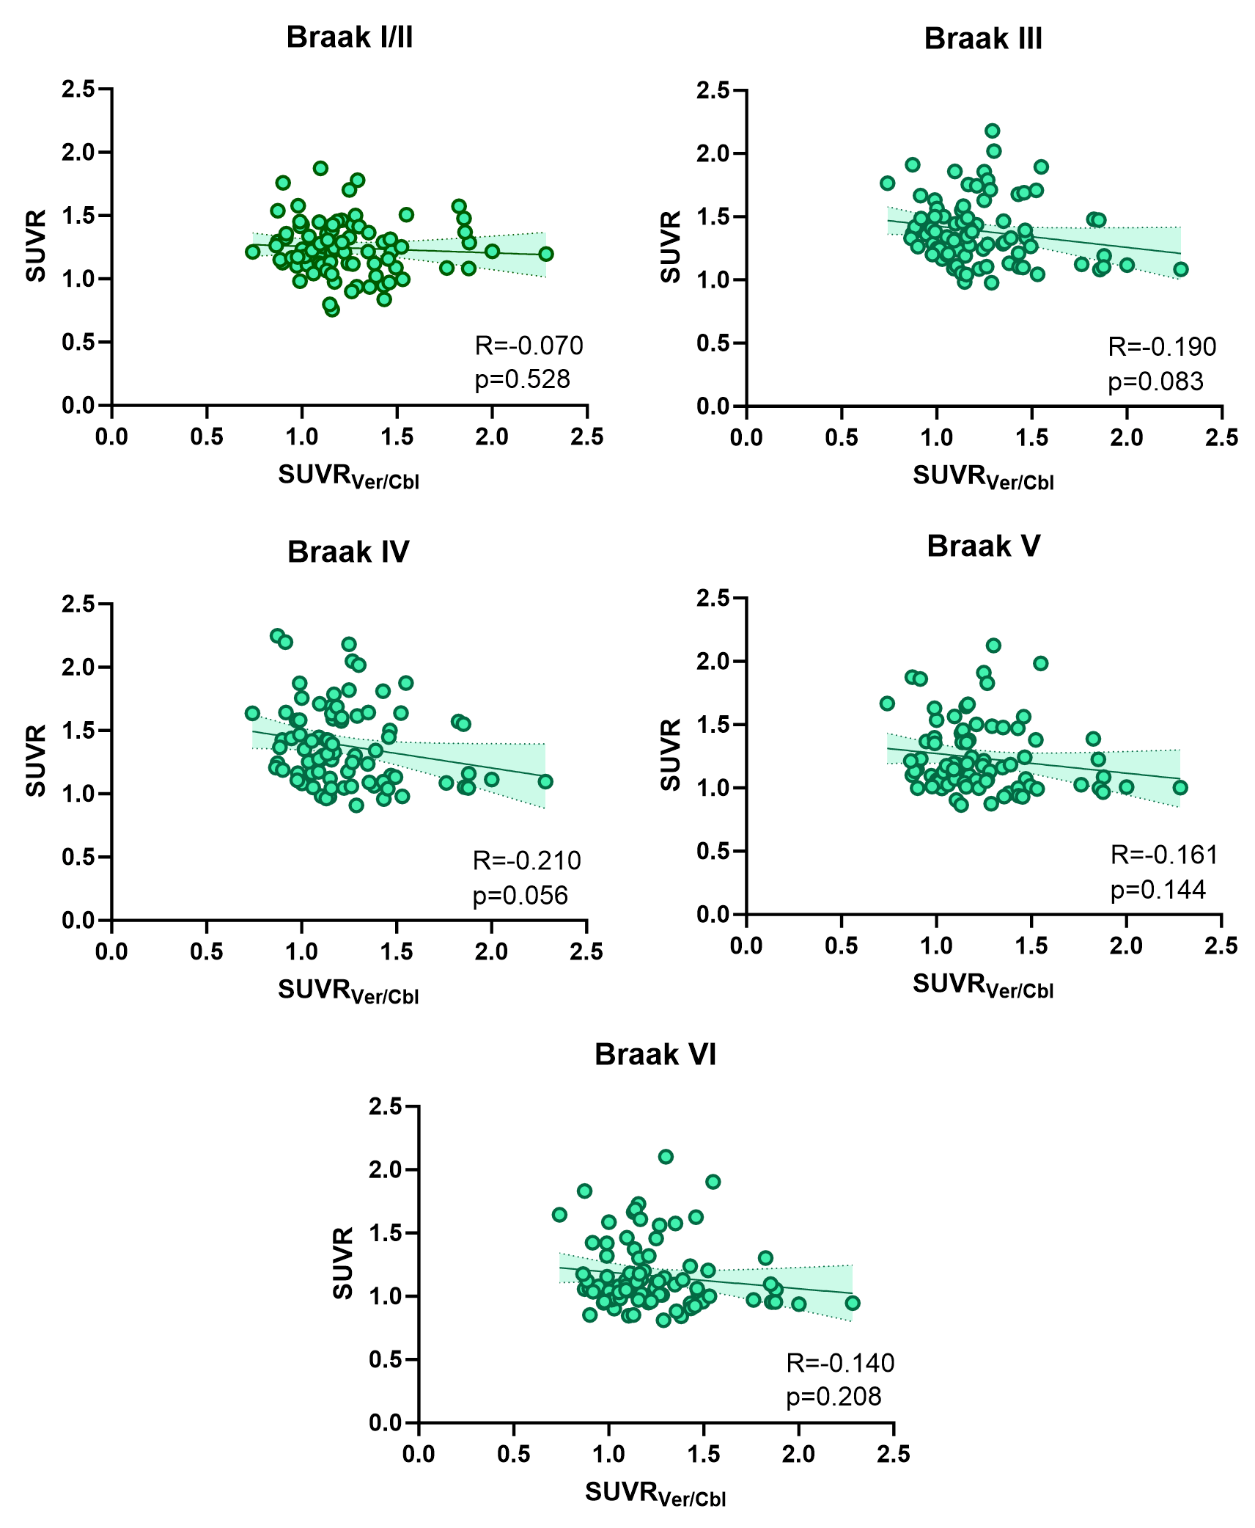 Braak I/II
2.5
2.0
1.5
1.0
0.5
0.0
SUVR
R=-0.070
p=0.528
0.0 0.5 1.0 1.5 2.0 2.5
SUVRVer/Cbl
Braak III
2.5
2.0
1.5
1.0
0.5
0.0
SUVR
R=-0.190
p=0.083
0.0 0.5 1.0 1.5 2.0 2.5
SUVRVer/Cbl
Braak IV
2.5
2.0
1.5
1.0
0.5
0.0
SUVR
R=-0.210
p=0.056
0.0 0.5 1.0 1.5 2.0 2.5
SUVRVer/Cbl
Braak V
2.5
2.0
1.5
1.0
0.5
0.0
SUVR
R=-0.161
p=0.144
0.0 0.5 1.0 1.5 2.0 2.5
SUVRVer/Cbl
Braak VI
2.5
2.0
1.5
1.0
0.5
0.0
SUVR
R=-0.140
p=0.208
0.0 0.5 1.0 1.5 2.0 2.5
SUVRVer/Cbl